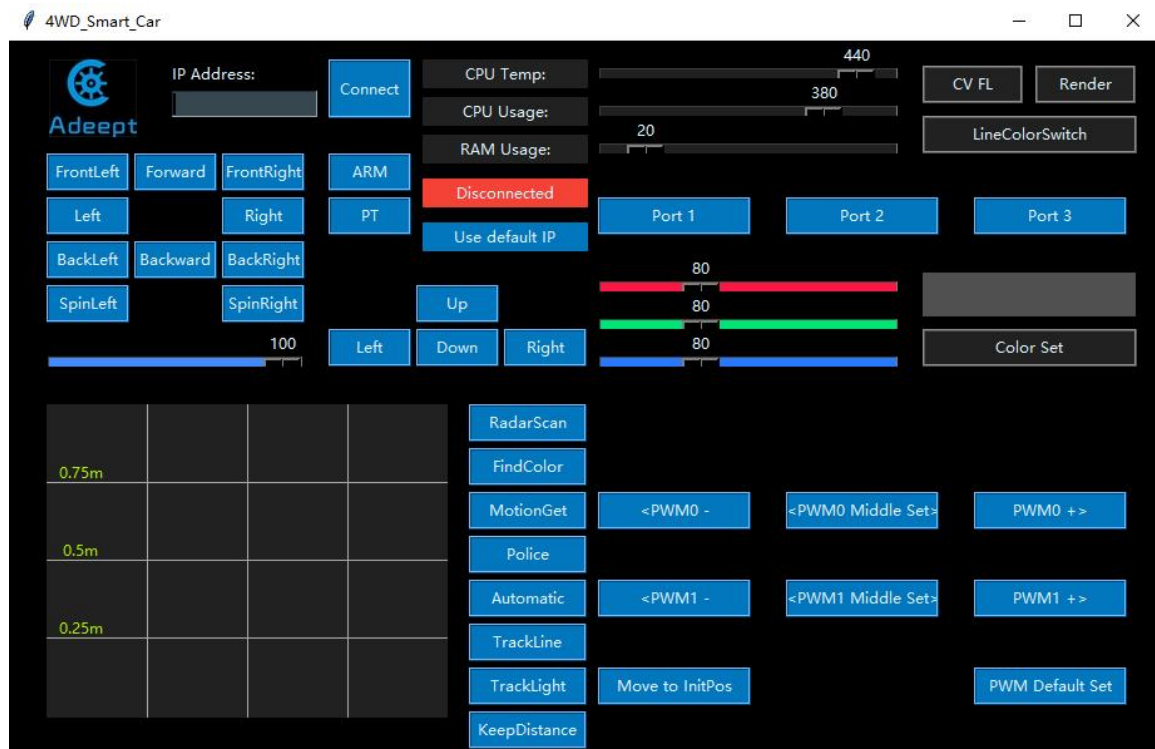 4WD_Smart_Car
Adeept
IP Address:
Connect
CPU Temp:
CPU Usage:
RAM Usage:
Disconnected
Use default IP
440
380
20
CV FL
Render
LineColorSwitch
FrontLeft
Forward
FrontRight
ARM
Left
Right
PT
BackLeft
Backward
BackRight
SpinLeft
SpinRight
100
Up
Left
Down
Right
Port 1
Port 2
Port 3
80
80
80
Color Set
0.75m
0.5m
0.25m
RadarScan
FindColor
MotionGet
Police
Automatic
TrackLine
TrackLight
KeepDistance
<PWM0 -
<PWM0 Middle Set>
PWM0 +>
<PWM1 -
<PWM1 Middle Set>
PWM1 +>
Move to InitPos
PWM Default Set